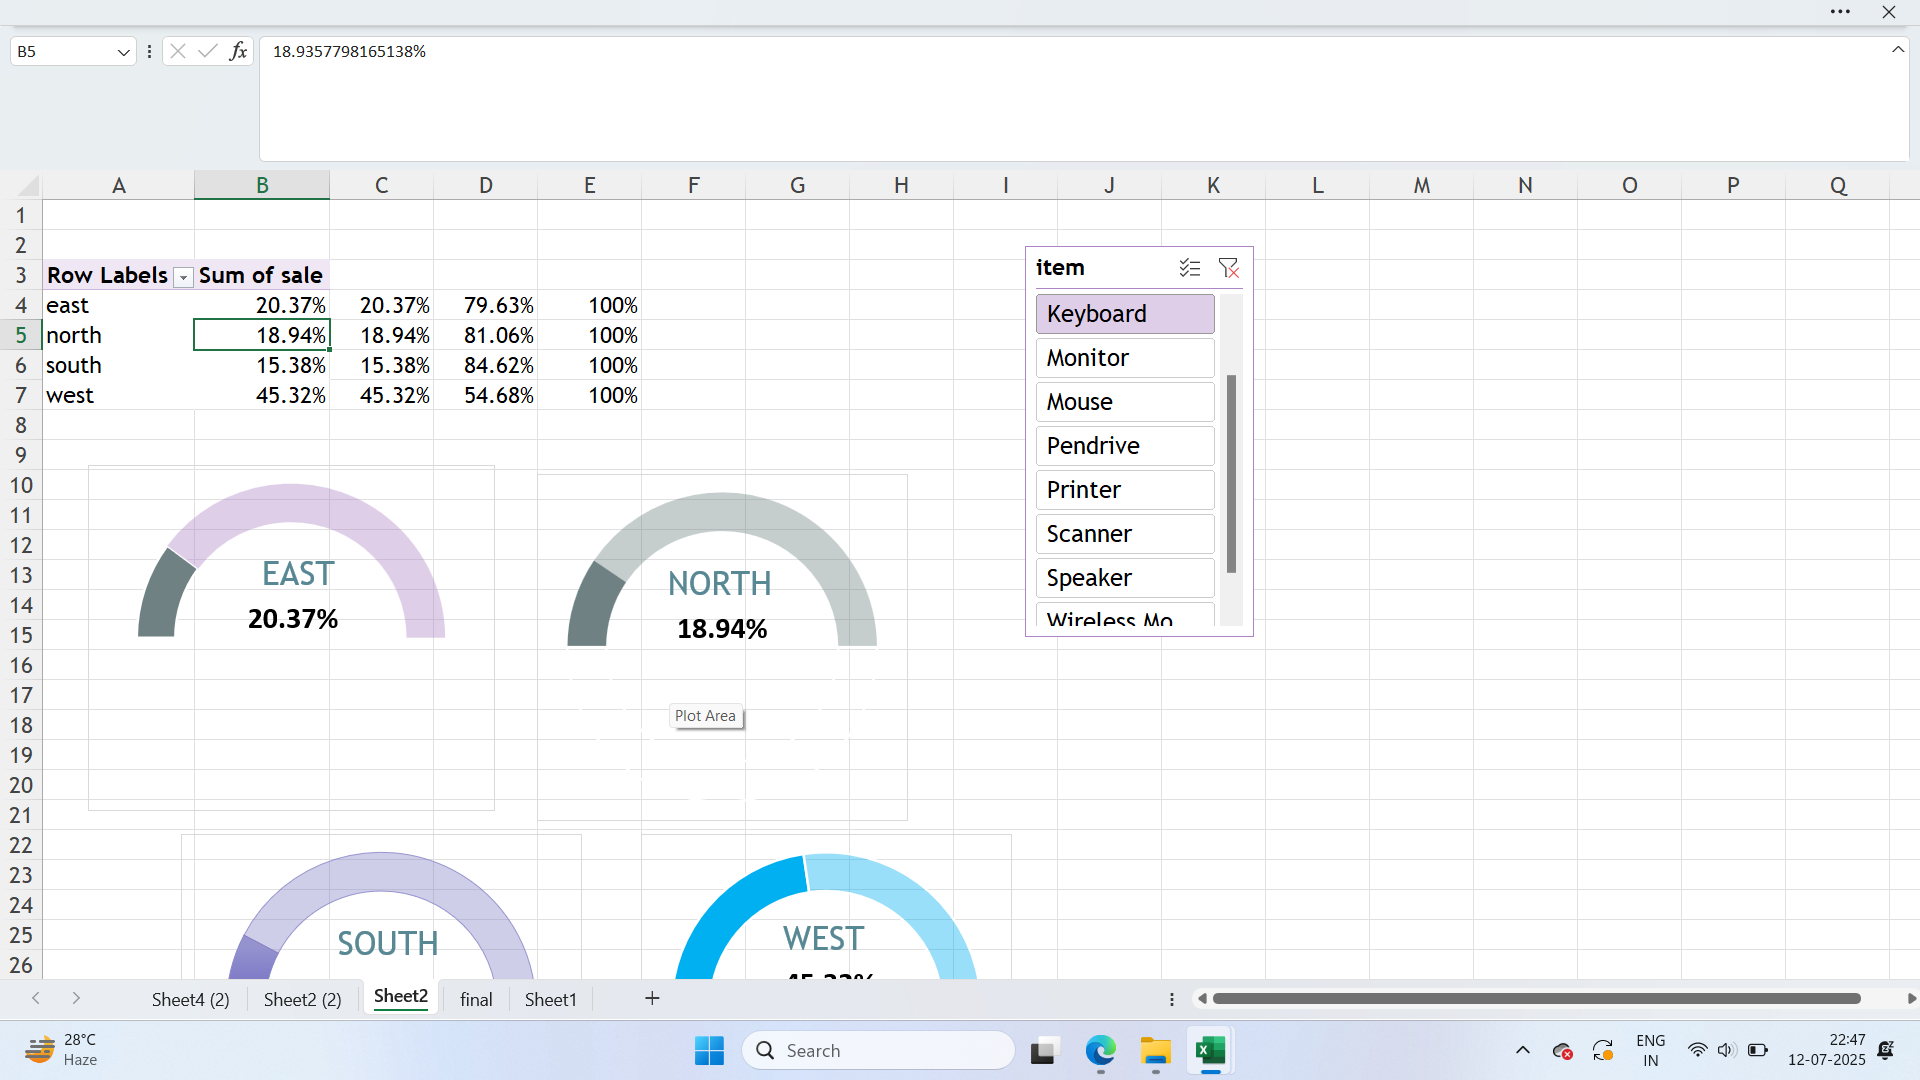 B5
fx
18.9357798165138%
A B C D E F G H I J K L M N O P Q
1
2
3 Row Labels Sum of sale
4 east 20.37% 20.37% 79.63% 100%
5 north 18.94% 18.94% 81.06% 100%
6 south 15.38% 15.38% 84.62% 100%
7 west 45.32% 45.32% 54.68% 100%
8
9
10
11
12
13
14
15
16
17
18
19
20
21
22
23
24
25
26
item
Keyboard
Monitor
Mouse
Pendrive
Printer
Scanner
Speaker
Wireless Mo
EAST
20.37%
NORTH
18.94%
Plot Area
SOUTH
WEST
45.32%
Sheet4 (2) Sheet2 (2) Sheet2 final Sheet1
28°C
Haze
Search
ENG
IN
22:47
12-07-2025